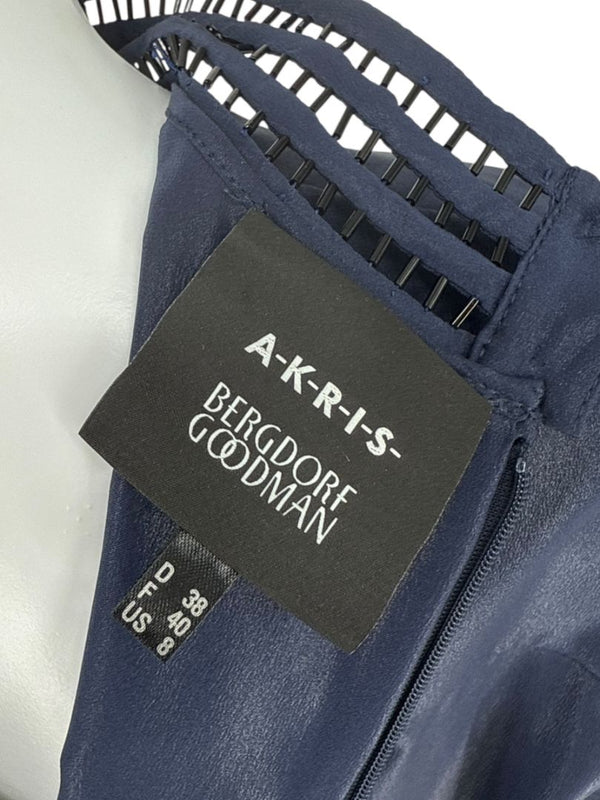 A-K-R-I-S-
BERGDORF
GOODMAN
D 38
F 40
US 8